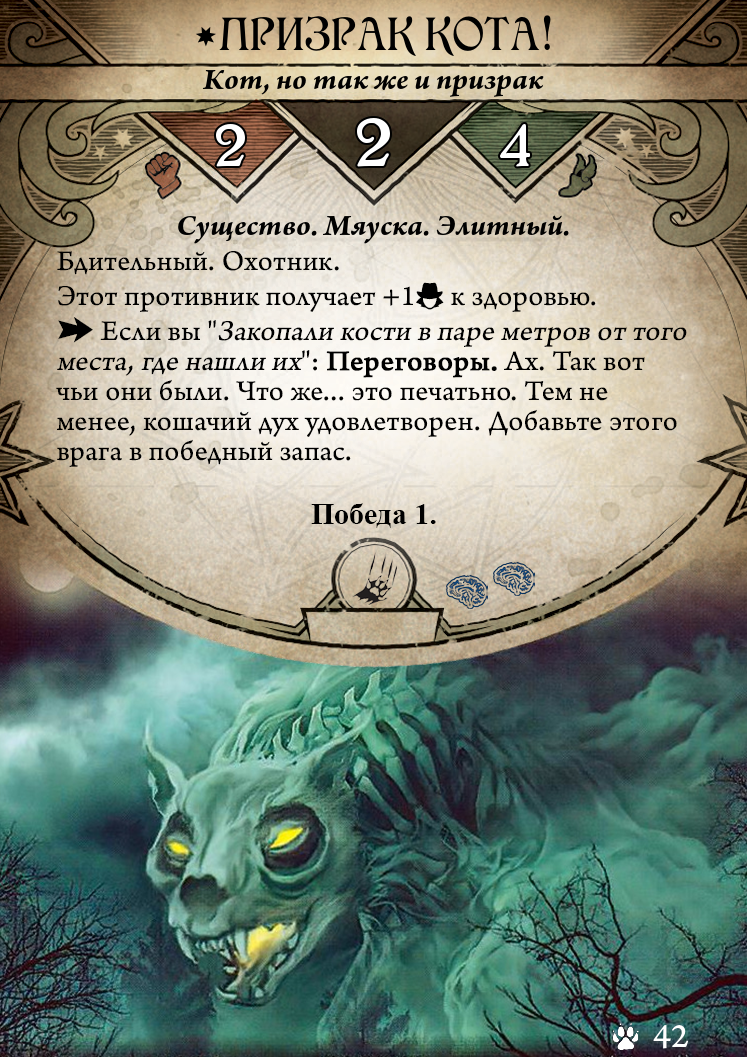 ПРИЗРАК КОТА!
Кот, но так же и призрак
2 2 4
Существо. Мяуска. Элитный.
Бдительный. Охотник.
Этот противник получает +1 к здоровью.
Если вы "Закопали кости в паре метров от того
места, где нашли их": Переговоры. Ах. Так вот
чьи они были. Что же... это печатьно. Тем не
менее, кошачий дух удовлетворен. Добавьте этого
врага в победный запас.
Победа 1.
42